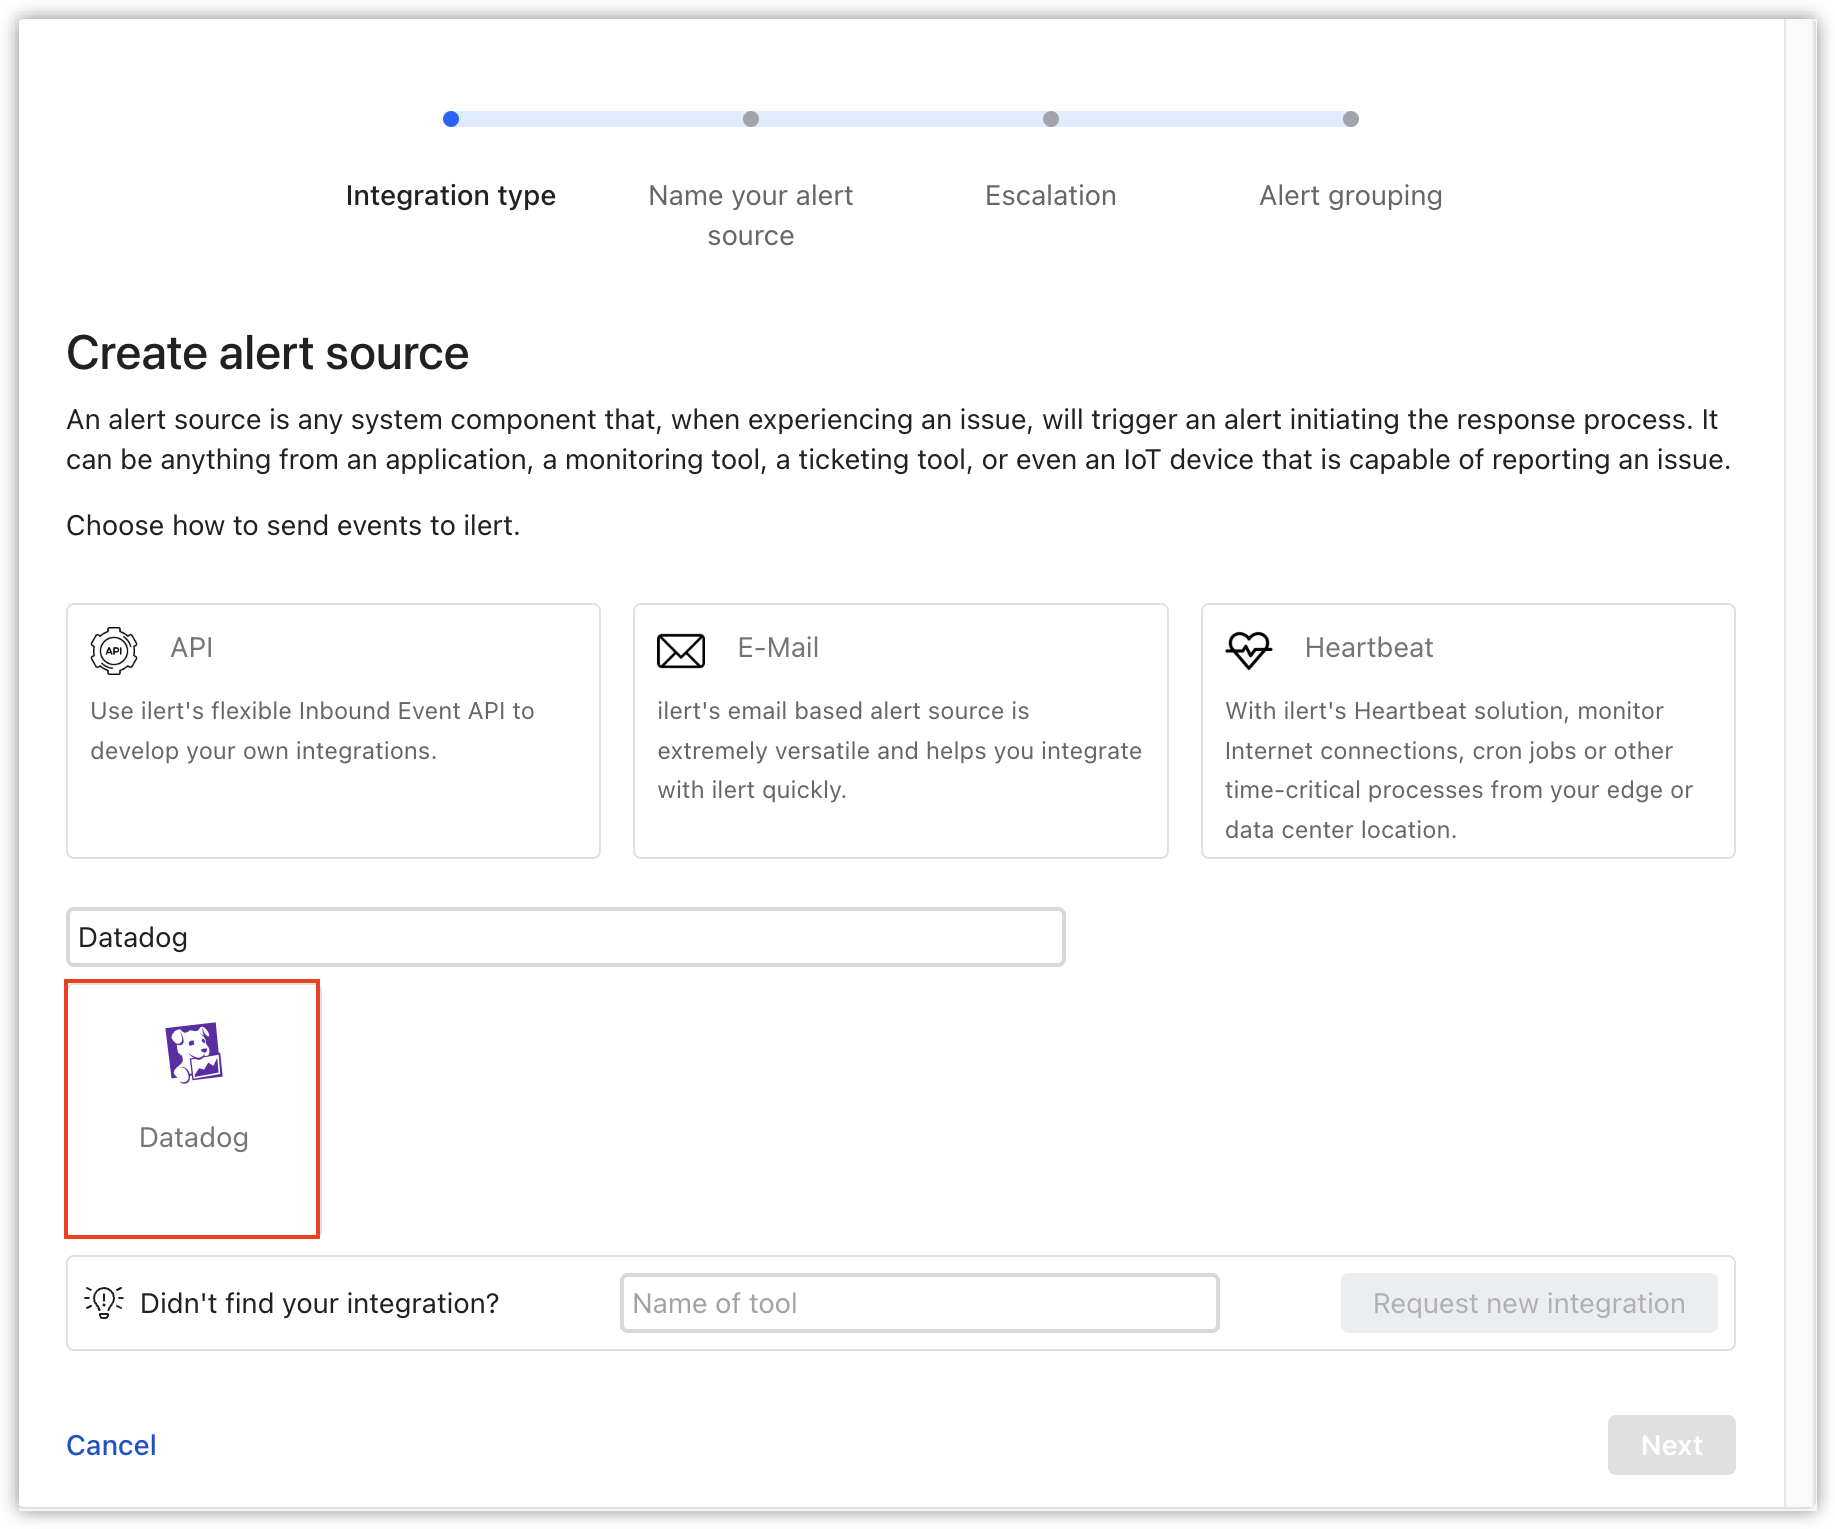 Integration type
Name your alert
source
Escalation
Alert grouping
Create alert source
An alert source is any system component that, when experiencing an issue, will trigger an alert initiating the response process. It
can be anything from an application, a monitoring tool, a ticketing tool, or even an IoT device that is capable of reporting an issue.
Choose how to send events to ilert.
API
API
Use ilert's flexible Inbound Event API to
develop your own integrations.
E-Mail
ilert's email based alert source is
extremely versatile and helps you integrate
with ilert quickly.
Heartbeat
With ilert's Heartbeat solution, monitor
Internet connections, cron jobs or other
time-critical processes from your edge or
data center location.
Datadog
Datadog
Didn't find your integration?
Name of tool
Request new integration
Cancel
Next